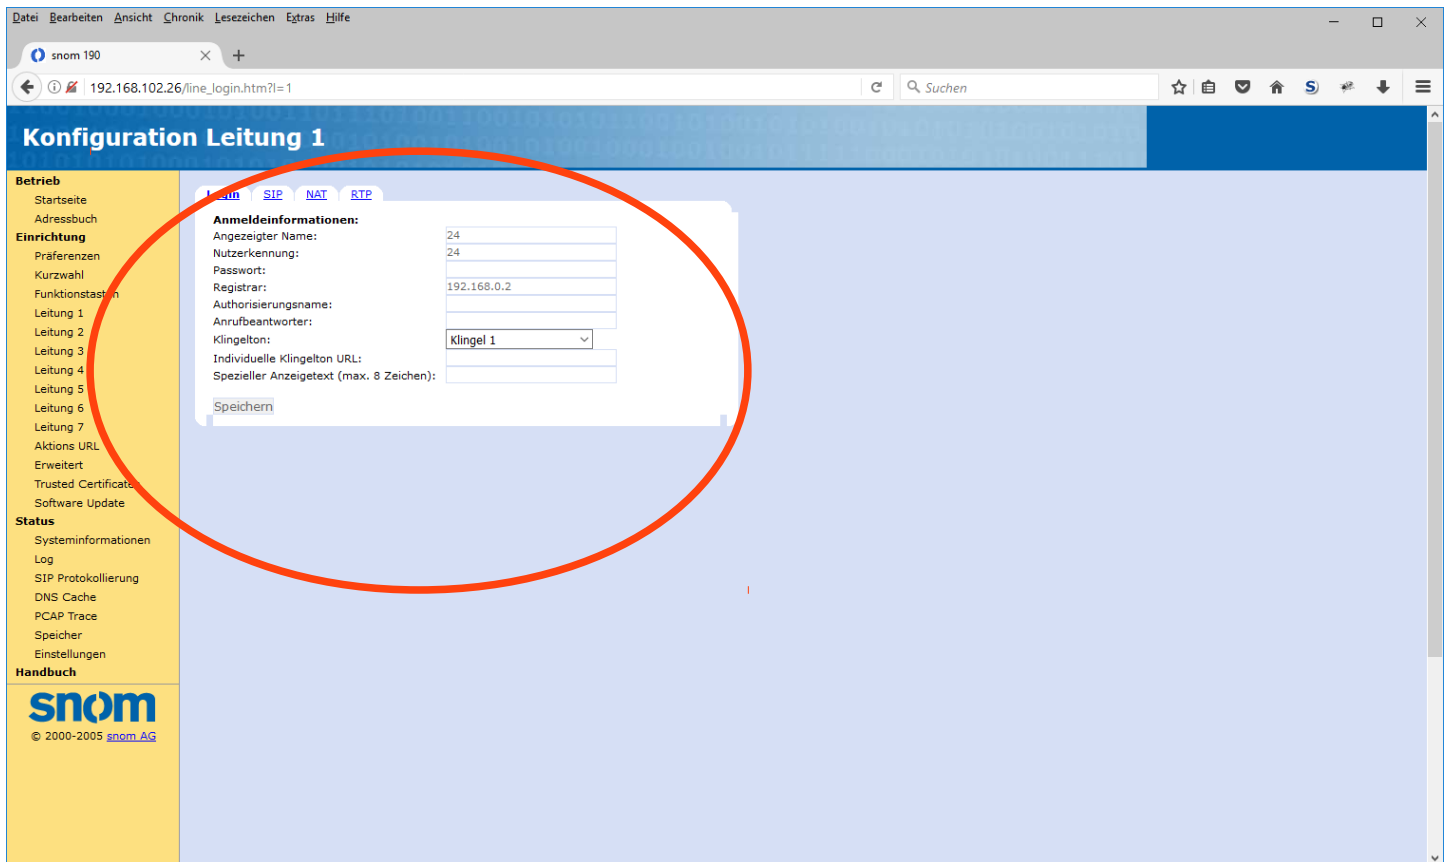 Datei Bearbeiten Ansicht Chronik Lesezeichen Extras Hilfe
snom 190
192.168.102.26/line_login.htm?l=1
Suchen
Konfiguration Leitung 1
Betrieb
Startseite
Adressbuch
Einrichtung
Präferenzen
Kurzwahl
Funktionstasten
Leitung 1
Leitung 2
Leitung 3
Leitung 4
Leitung 5
Leitung 6
Leitung 7
Aktions URL
Erweitert
Trusted Certificates
Software Update
Status
Systeminformationen
Log
SIP Protokollierung
DNS Cache
PCAP Trace
Speicher
Einstellungen
Handbuch
snom
© 2000-2005 snom AG
Login SIP NAT RTP
Anmeldeinformationen:
Angezeigter Name: 24
Nutzerkennung: 24
Passwort:
Registrar: 192.168.0.2
Authorisierungsname:
Anrufbeantworter:
Klingelton: Klingel 1
Individuelle Klingelton URL:
Spezieller Anzeigetext (max. 8 Zeichen):
Speichern